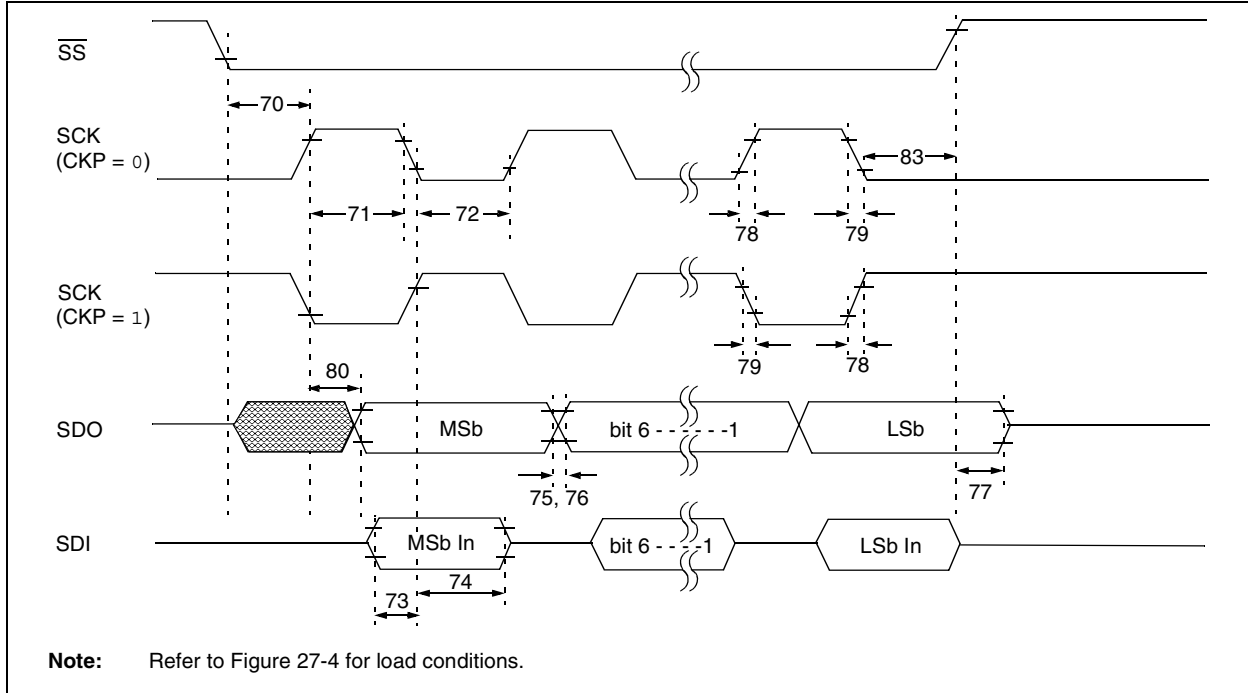 SS
70
SCK
(CKP = 0)
83
71
72
78
79
SCK
(CKP = 1)
79
78
80
SDO
MSb
bit 6 - - - - - -1
LSb
75, 76
77
SDI
MSb In
bit 6 - - - - -1
LSb In
74
73
Note: Refer to Figure 27-4 for load conditions.